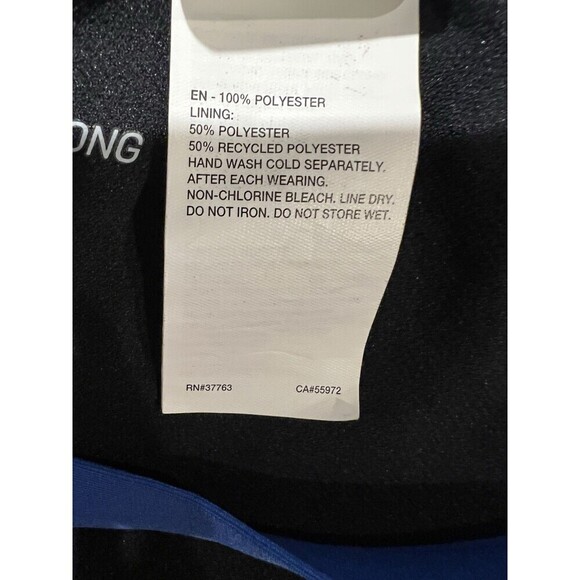 EN - 100% POLYESTER
LINING:
50% POLYESTER
50% RECYCLED POLYESTER
ONG
HAND WASH COLD SEPARATELY.
AFTER EACH WEARING.
NON-CHLORINE BLEACH. LINE DRY.
DO NOT IRON. DO NOT STORE WET.
RN#37763 CA#55972